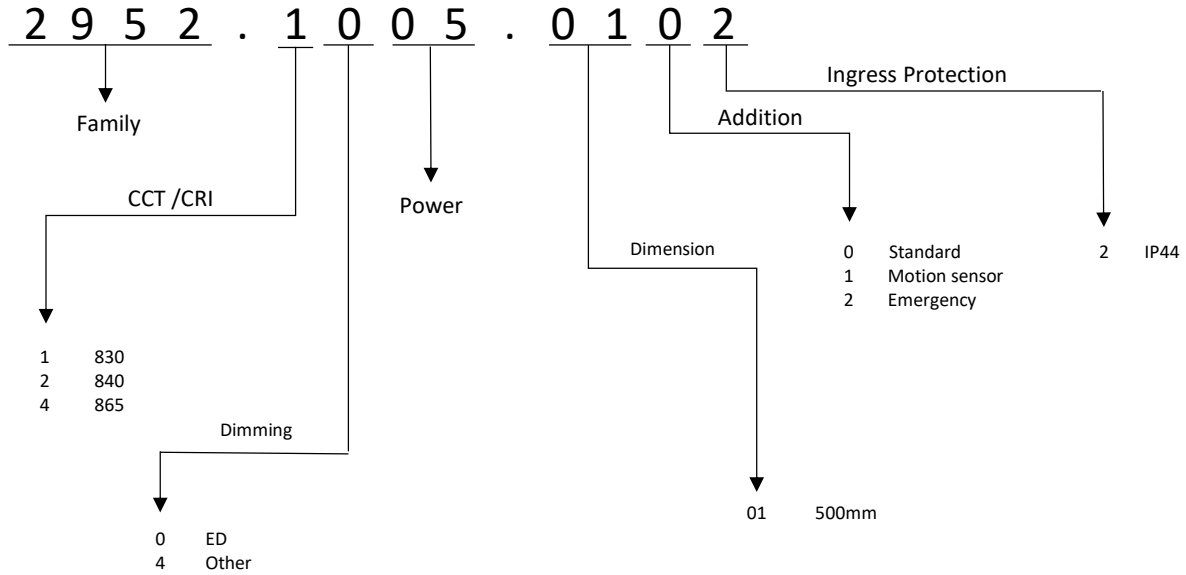 2 9 5 2 . 1 0 0 5 . 0 1 0 2
Ingress Protection
Addition
Family
CCT /CRI
Power
Dimension
0 Standard
1 Motion sensor
2 Emergency
2 IP44
1 830
2 840
4 865
Dimming
01 500mm
0 ED
4 Other